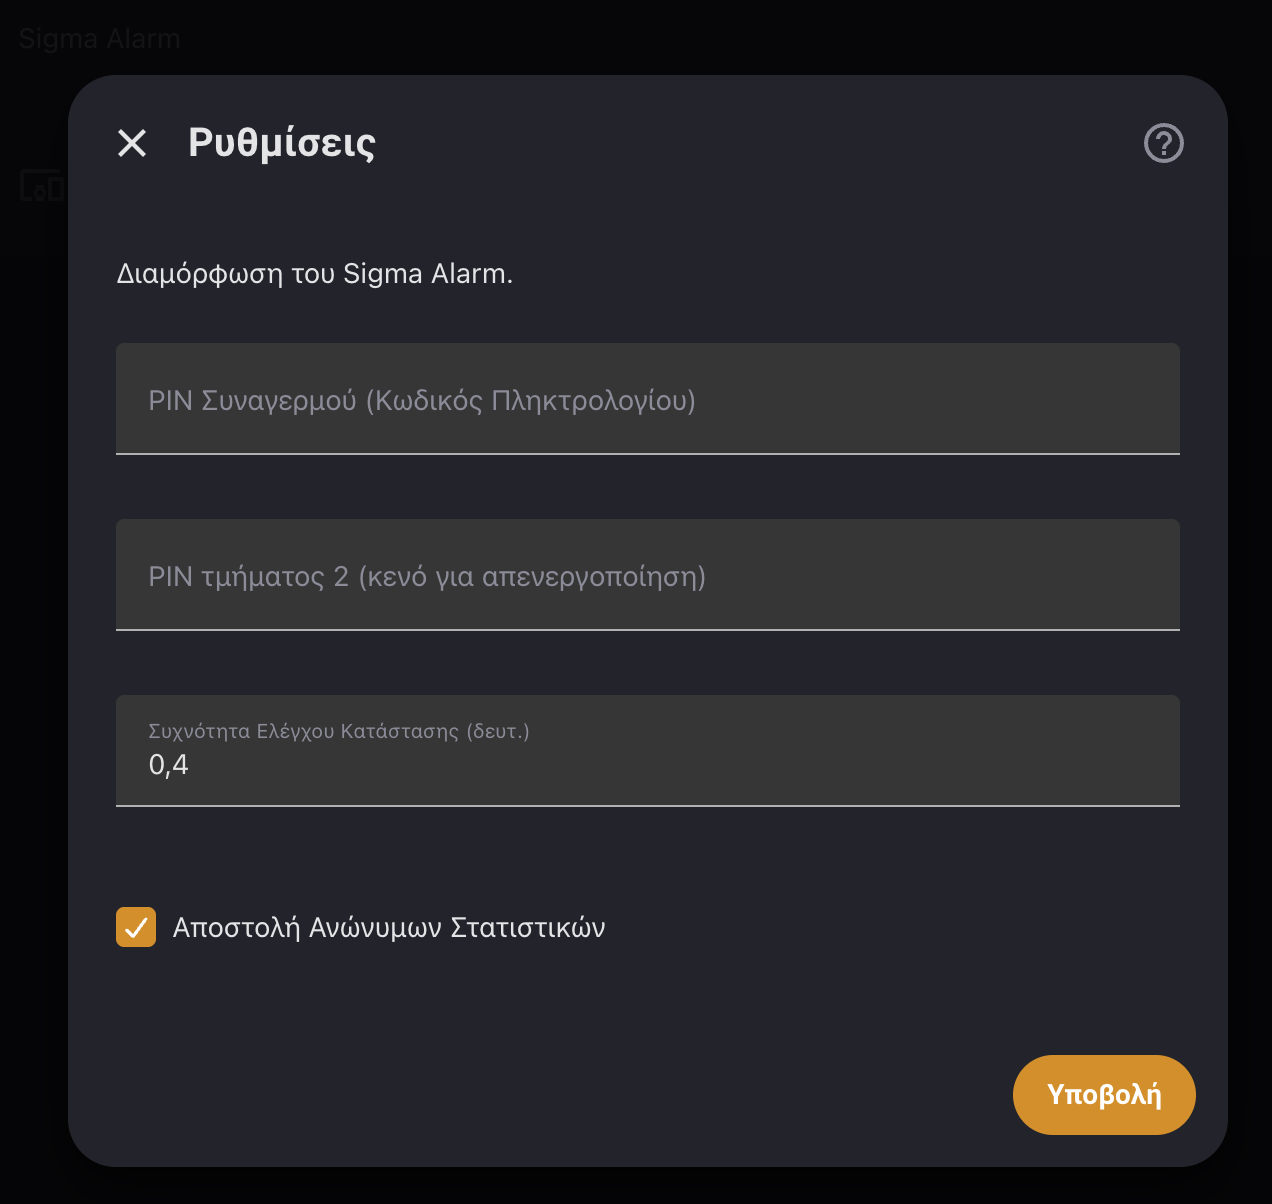 Sigma Alarm
Ρυθμίσεις
Διαμόρφωση του Sigma Alarm.
PIN Συναγερμού (Κωδικός Πληκτρολογίου)
PIN τμήματος 2 (κενό για απενεργοποίηση)
Συχνότητα Ελέγχου Κατάστασης (δευτ.)
0,4
Αποστολή Ανώνυμων Στατιστικών
Υποβολή